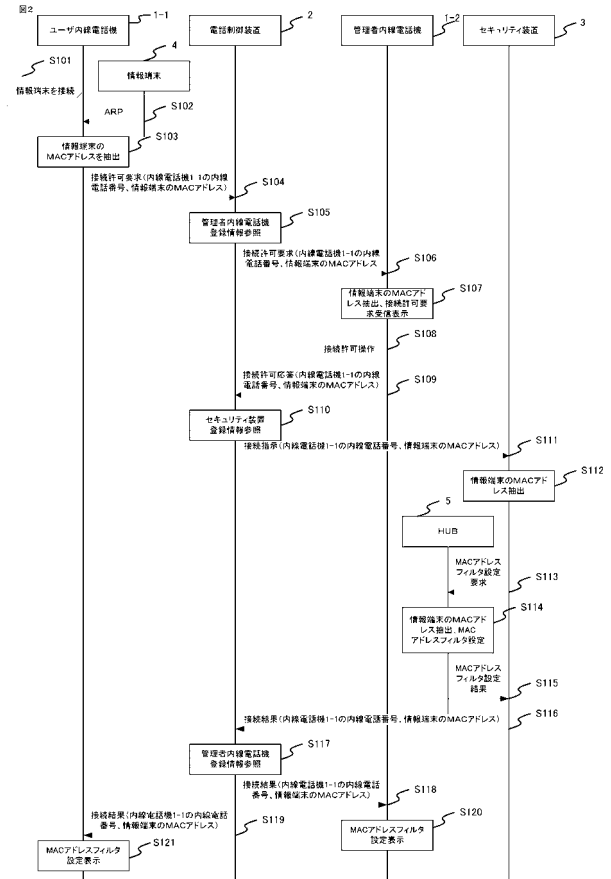 図2
ユーザ内線電話機
1-1
電話制御装置
2
管理者内線電話機
1-2
セキュリティ装置
3
S101
情報端末を接続
4
情報端末
ARP
S102
情報端末の
MACアドレスを抽出
S103
接続許可要求(内線電話機1-1の内線
電話番号、情報端末のMACアドレス)
S104
管理者内線電話機
登録情報参照
S105
接続許可要求(内線電話機1-1の内線
電話番号、情報端末のMACアドレス
S106
情報端末のMACアド
レス抽出、接続許可要
求受信表示
S107
接続許可操作
S108
接続許可応答(内線電話機1-1の内線
電話番号、情報端末のMACアドレス)
S109
セキュリティ装置
登録情報参照
S110
接続指示(内線電話機1-1の内線電話番号、情報端末のMACアドレス)
S111
情報端末のMACアド
レス抽出
S112
5
HUB
MACアドレス
フィルタ設定
要求
S113
情報端末のMACアド
レス抽出、MAC
アドレスフィルタ設定
S114
MACアドレス
フィルタ設定
結果
S115
接続結果(内線電話機1-1の内線電話番号、情報端末のMACアドレス)
S116
管理者内線電話機
登録情報参照
S117
接続結果(内線電話機1-1の内線電話
番号、情報端末のMACアドレス)
S118
接続結果(内線電話機1-1の内線電話
番号、情報端末のMACアドレス)
S119
MACアドレスフィルタ
設定表示
S120
MACアドレスフィルタ
設定表示
S121